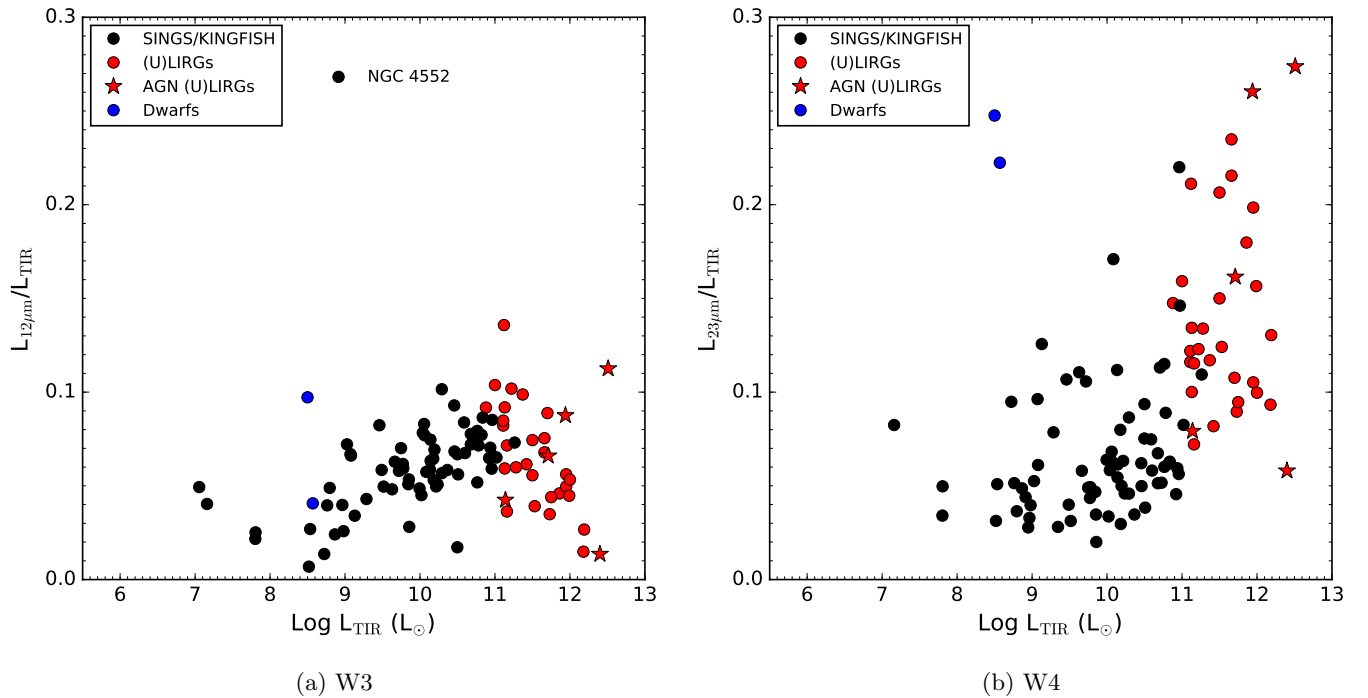 0.3
0.2
0.1
0.0
6 7 8 9 10 11 12 13
L12μm/LTIR
Log LTIR (L⊙)
SINGS/KINGFISH
(U)LIRGs
AGN (U)LIRGs
Dwarfs
NGC 4552
(a) W3
0.3
0.2
0.1
0.0
6 7 8 9 10 11 12 13
L23μm/LTIR
Log LTIR (L⊙)
SINGS/KINGFISH
(U)LIRGs
AGN (U)LIRGs
Dwarfs
(b) W4